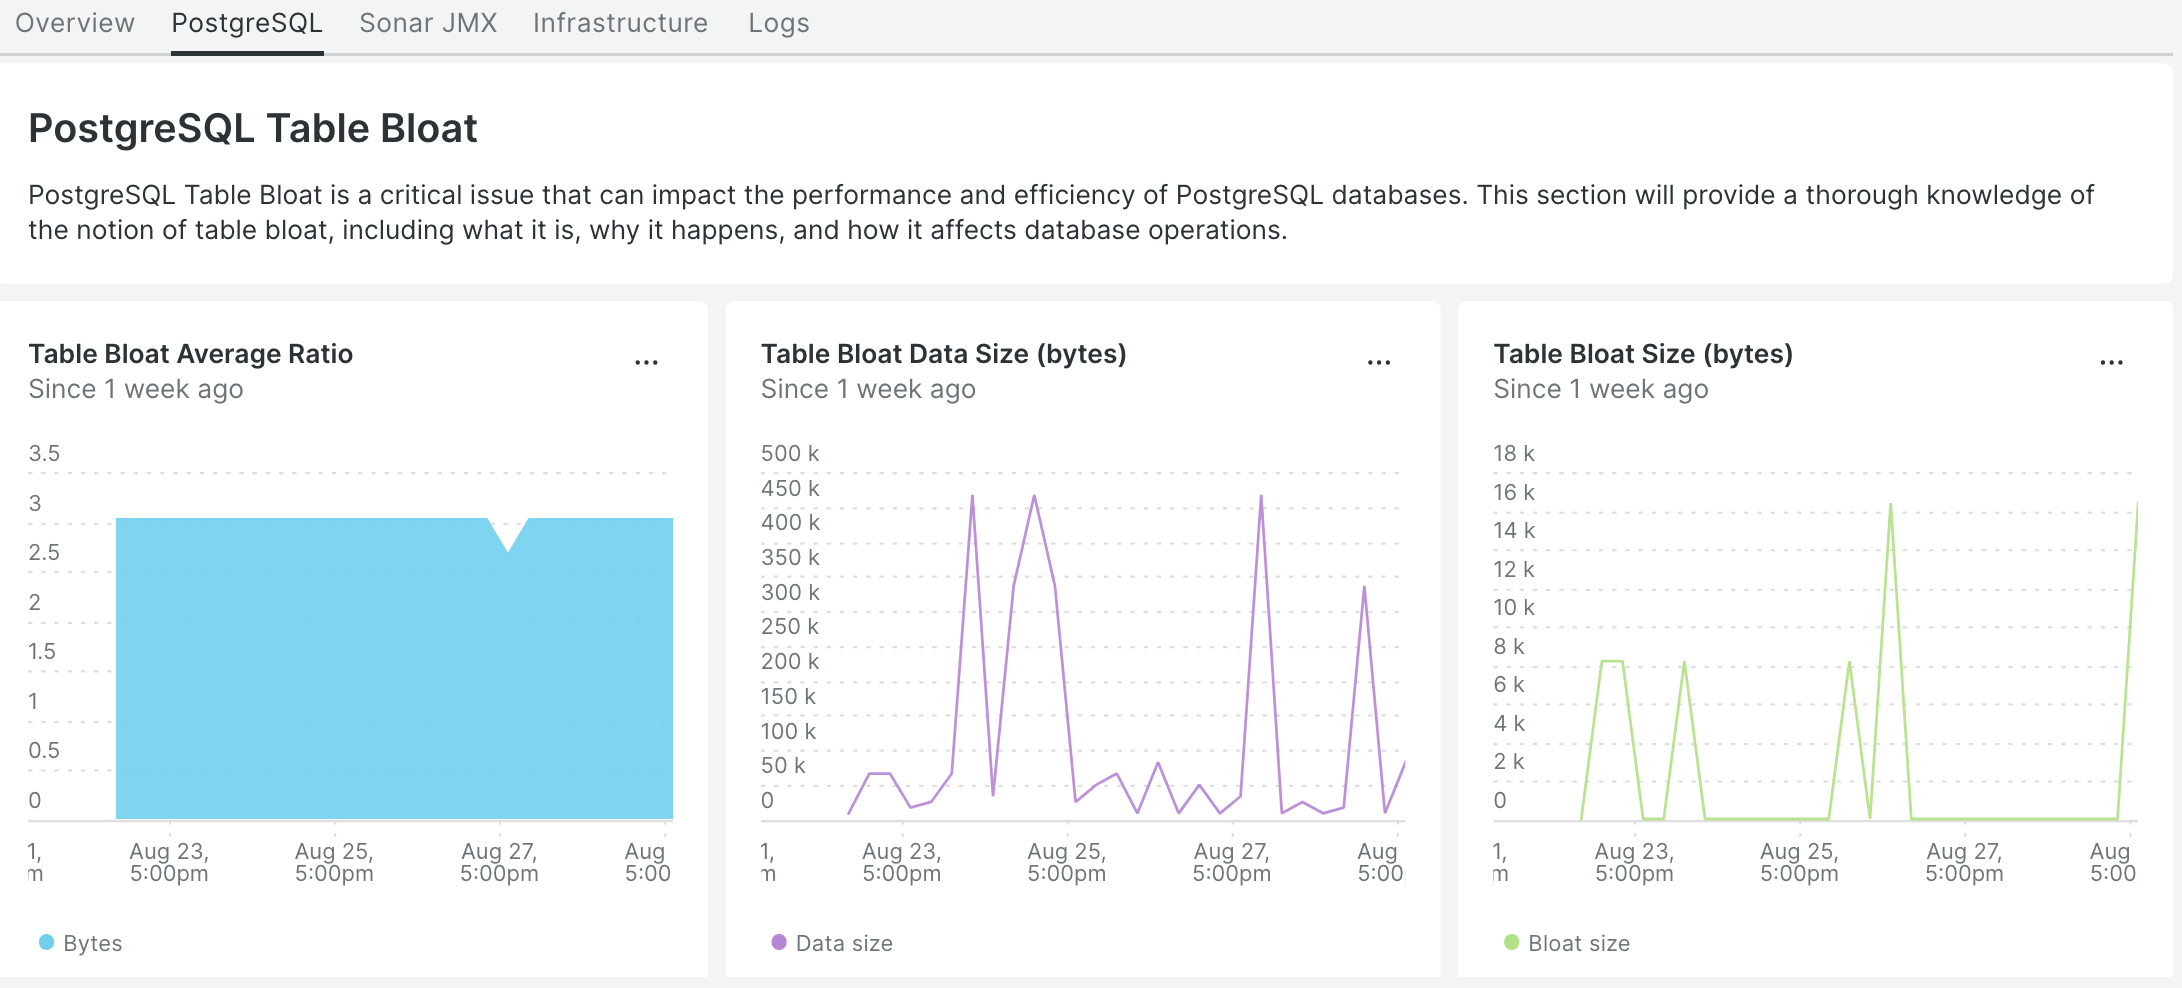 Overview PostgreSQL Sonar JMX Infrastructure Logs
PostgreSQL Table Bloat
PostgreSQL Table Bloat is a critical issue that can impact the performance and efficiency of PostgreSQL databases. This section will provide a thorough knowledge of
the notion of table bloat, including what it is, why it happens, and how it affects database operations.
Table Bloat Average Ratio
...
Since 1 week ago
3.5
3
2.5
2
1.5
1
0.5
0
1,
m
Aug 23,
5:00pm
Aug 25,
5:00pm
Aug 27,
5:00pm
Aug
5:00
Bytes
Table Bloat Data Size (bytes)
...
Since 1 week ago
500 k
450 k
400 k
350 k
300 k
250 k
200 k
150 k
100 k
50 k
0
1,
m
Aug 23,
5:00pm
Aug 25,
5:00pm
Aug 27,
5:00pm
Aug
5:00
Data size
Table Bloat Size (bytes)
...
Since 1 week ago
18 k
16 k
14 k
12 k
10 k
8 k
6 k
4 k
2 k
0
1,
m
Aug 23,
5:00pm
Aug 25,
5:00pm
Aug 27,
5:00pm
Aug
5:00
Bloat size